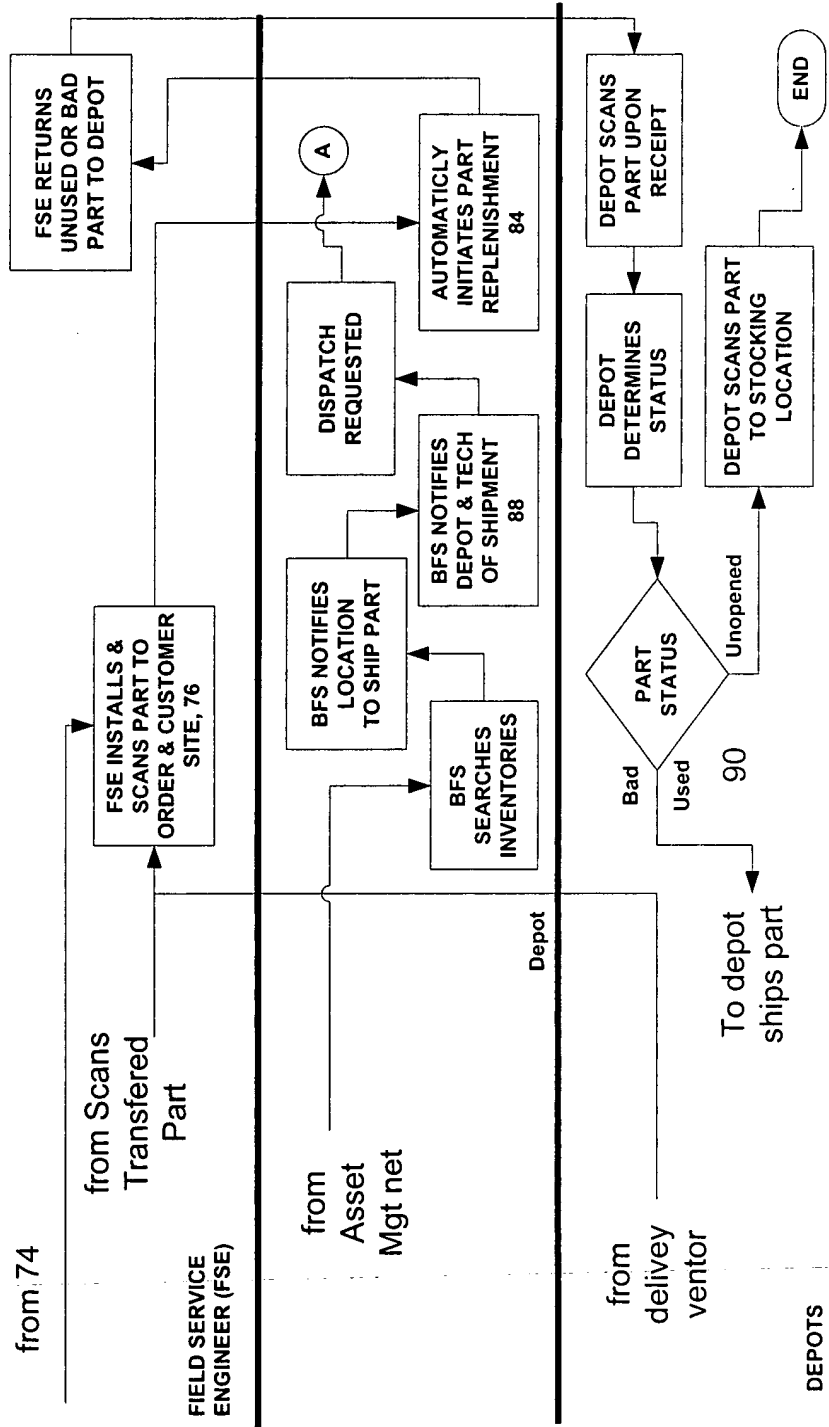 from 74
from Scans
Transfered
Part
FIELD SERVICE
ENGINEER (FSE)
FSE INSTALLS &
SCANS PART TO
ORDER & CUSTOMER
SITE, 76
FSE RETURNS
UNUSED OR BAD
PART TO DEPOT
from
Asset
Mgt net
BFS
SEARCHES
INVENTORIES
BFS NOTIFIES
LOCATION
TO SHIP PART
BFS NOTIFIES
DEPOT & TECH
OF SHIPMENT
88
DISPATCH
REQUESTED
A
AUTOMATICLY
INITIATES PART
REPLENISHMENT
84
Depot
from
delivey
ventor
DEPOTS
To depot
ships part
Bad
Used
90
PART
STATUS
Unopened
DEPOT
DETERMINES
STATUS
DEPOT SCANS
PART UPON
RECEIPT
DEPOT SCANS PART
TO STOCKING
LOCATION
END